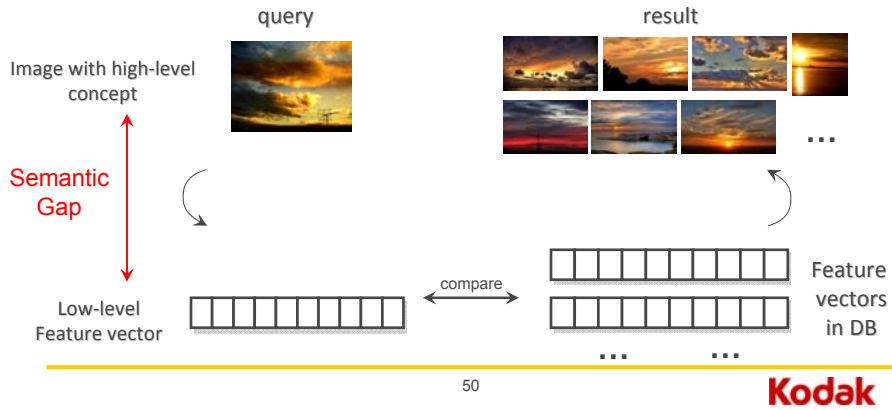 query
result
Image with high-level
concept
...
Semantic
Gap
compare
Low-level
Feature vector
Feature
vectors
in DB
... ...
50
Kodak